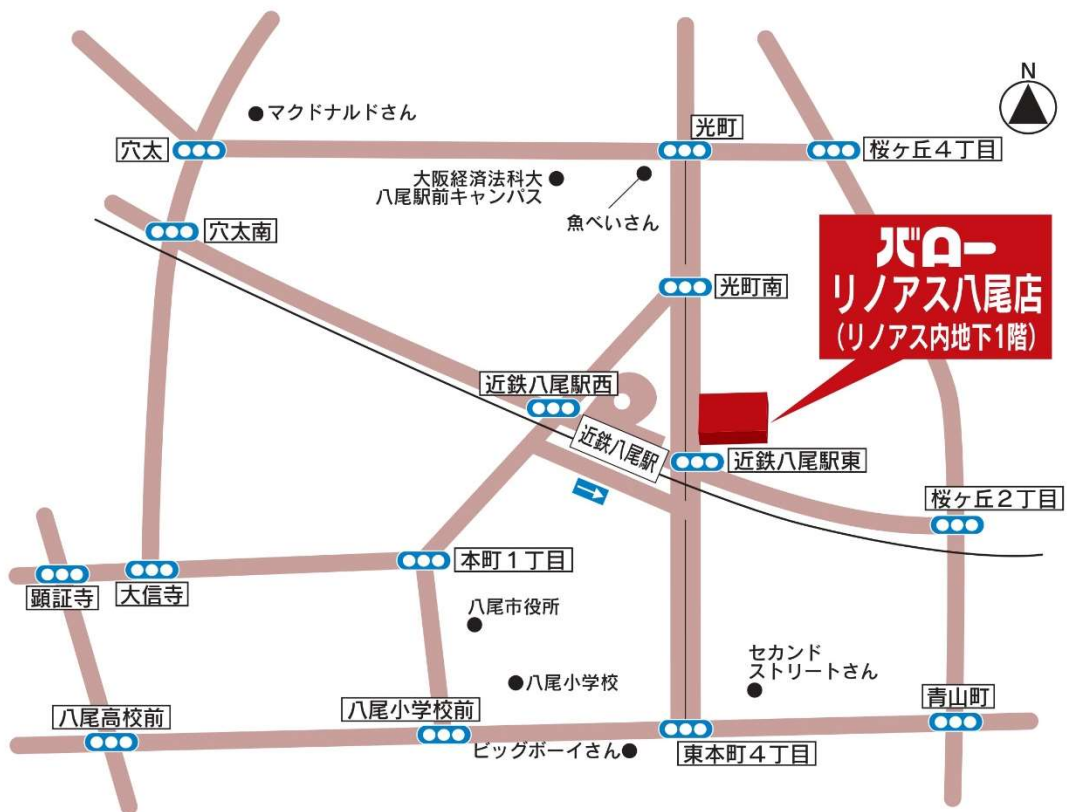 N
マクドナルドさん
光町
穴太
桜ヶ丘4丁目
大阪経済法科大
八尾駅前キャンパス
魚べいさん
穴太南
バロー
リノアス八尾店
(リノアス内地下1階)
光町南
近鉄八尾駅西
近鉄八尾駅
近鉄八尾駅東
桜ヶ丘2丁目
本町1丁目
顕証寺
大信寺
八尾市役所
セカンド
ストリートさん
八尾小学校
青山町
八尾高校前
八尾小学校前
ビッグボーイさん
東本町4丁目